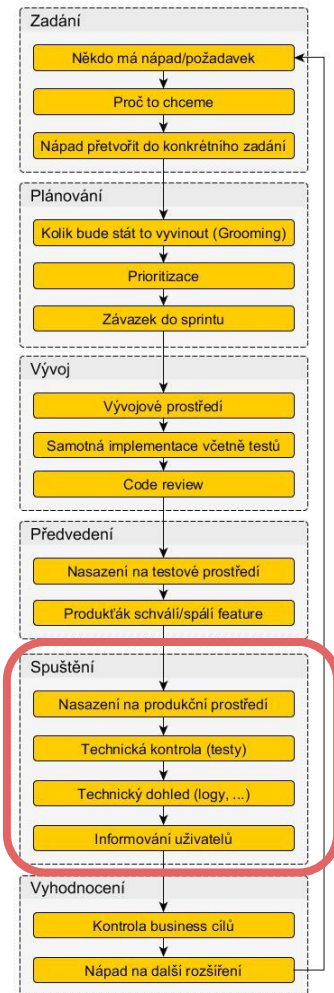 Zadání
Někdo má nápad/požadavek
Proč to chceme
Nápad přetvořit do konkrétního zadání
Plánování
Kolik bude stát to vyvinout (Grooming)
Prioritizace
Závazek do sprintu
Vývoj
Vývojové prostředí
Samotná implementace včetně testů
Code review
Předvedení
Nasazení na testové prostředí
Produkťák schválí/spálí feature
Spuštění
Nasazení na produkční prostředí
Technická kontrola (testy)
Technický dohled (logy, ...)
Informování uživatelů
Vyhodnocení
Kontrola business cílů
Nápad na další rozšíření